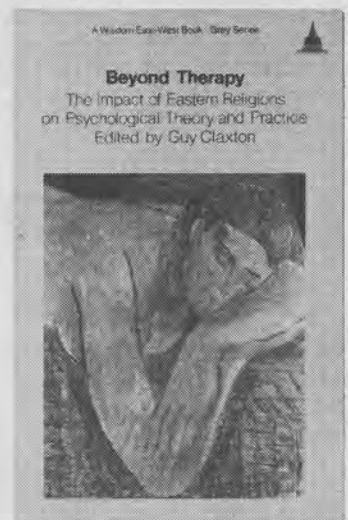 A Wisdom East-West Book / Grey Series
Beyond Therapy
The Impact of Eastern Religions
on Psychological Theory and Practice
Edited by Guy Claxton